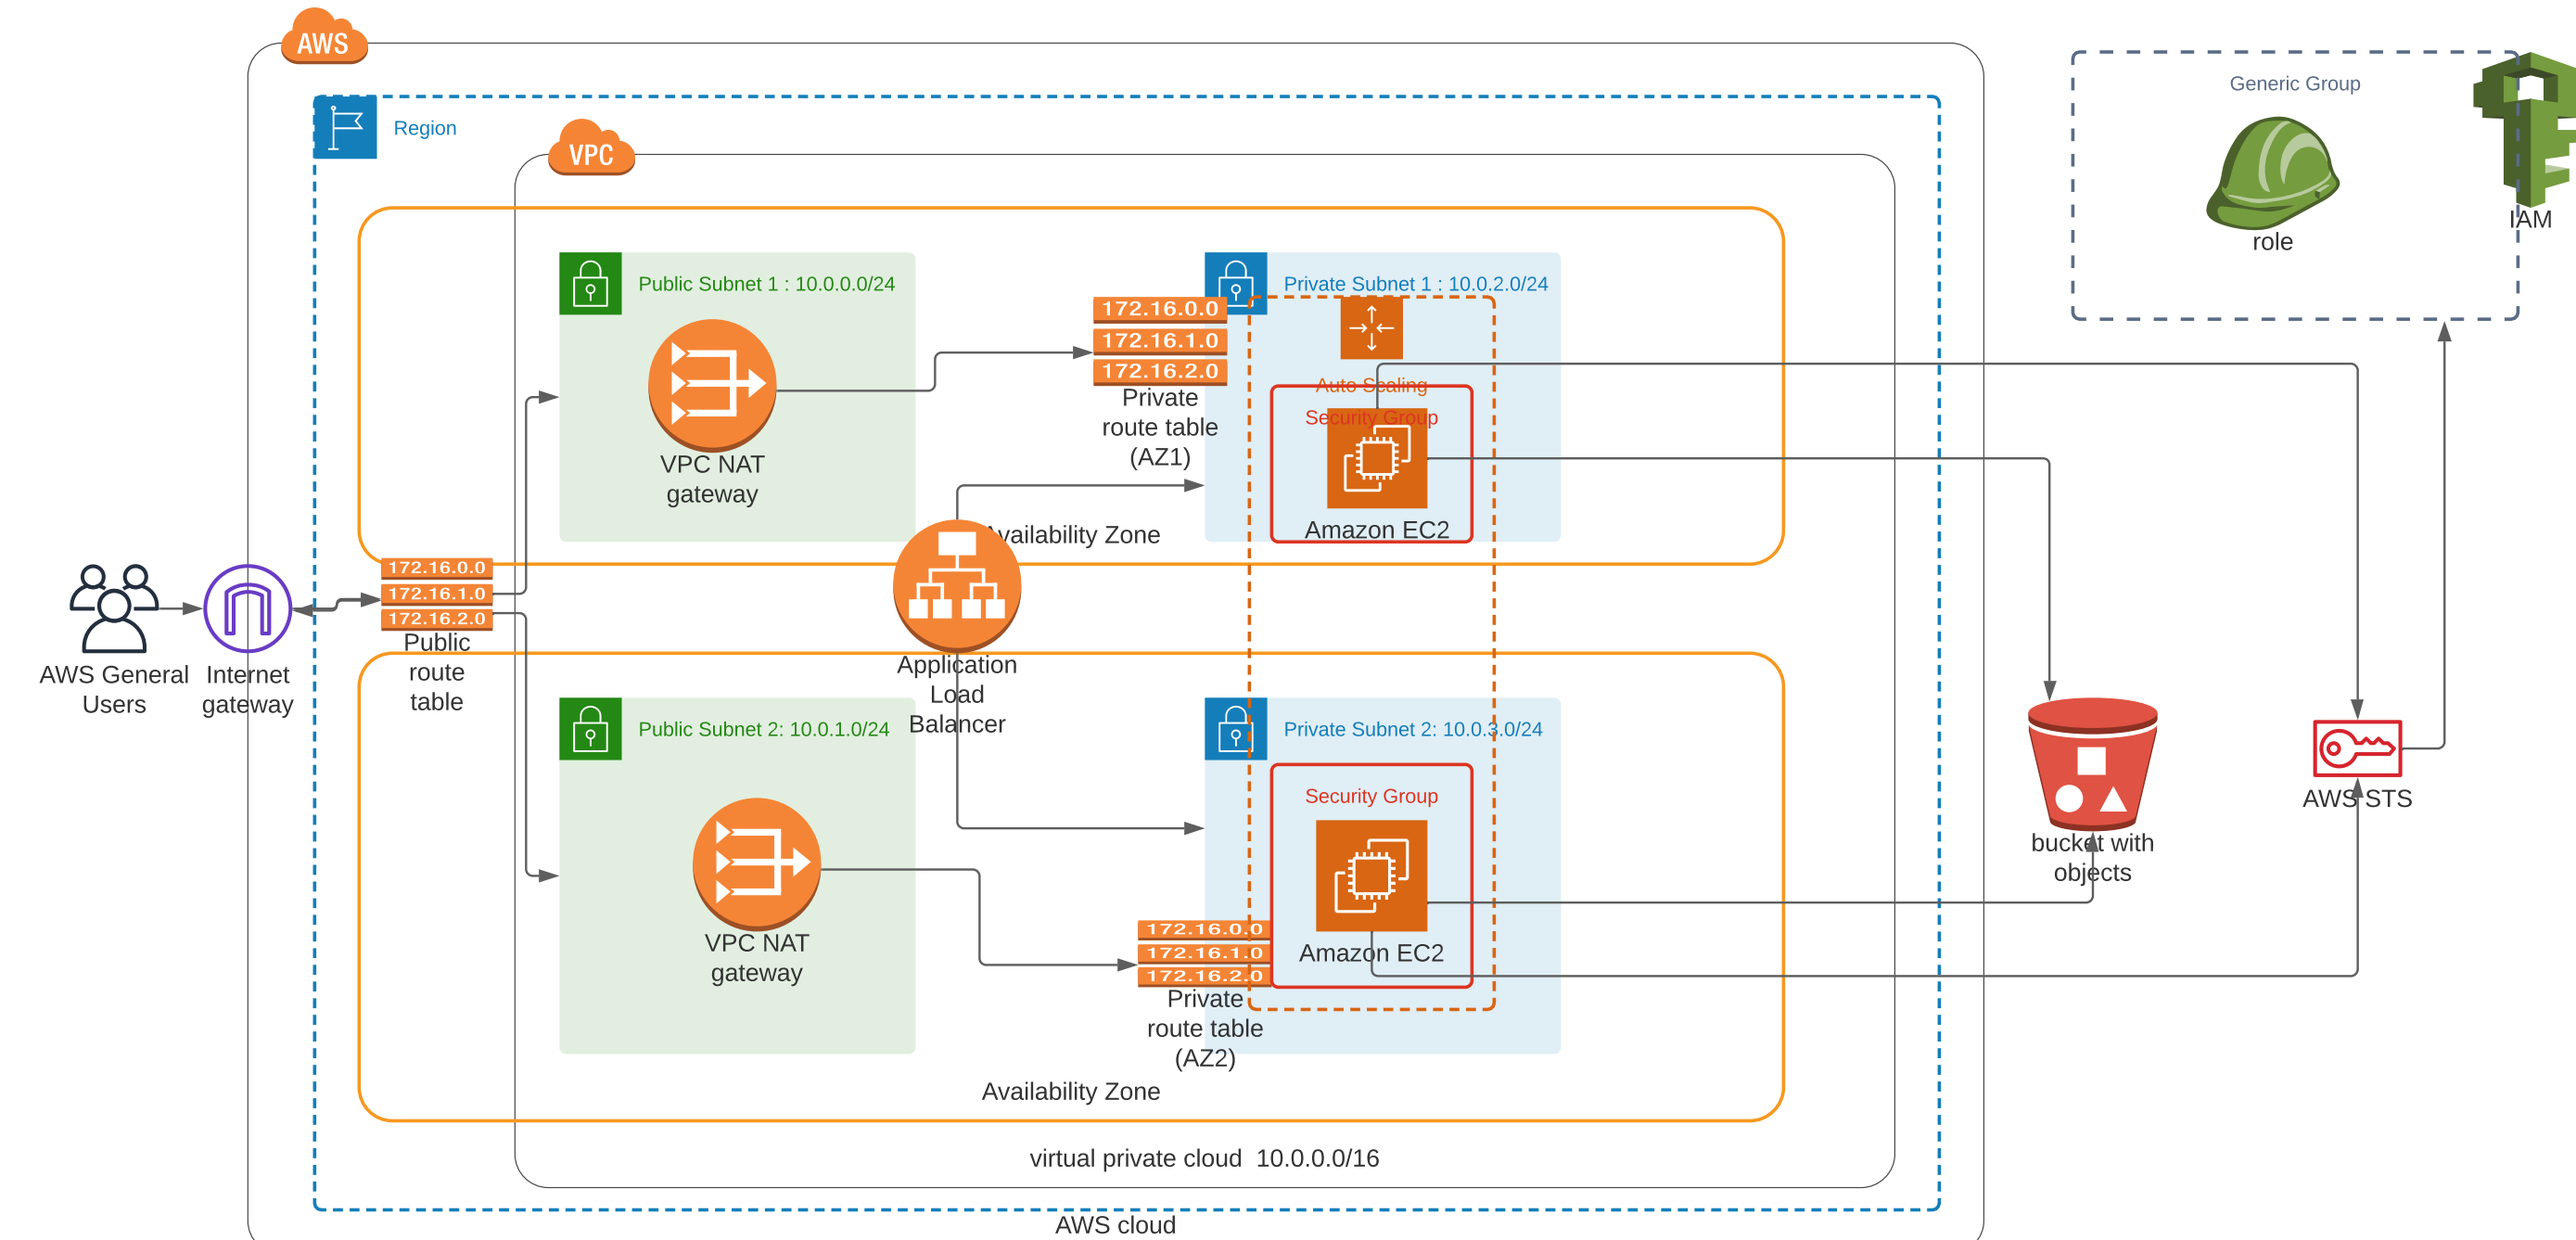 AWS
Region
VPC
Generic Group
role
IAM
Public Subnet 1 : 10.0.0.0/24
VPC NAT
gateway
172.16.0.0
172.16.1.0
172.16.2.0
Private
route table
(AZ1)
Private Subnet 1 : 10.0.2.0/24
Auto Scaling
Security Group
Amazon EC2
Availability Zone
AWS General
Users
Internet
gateway
172.16.0.0
172.16.1.0
172.16.2.0
Public
route
table
Application
Load
Balancer
Public Subnet 2: 10.0.1.0/24
VPC NAT
gateway
Private Subnet 2: 10.0.3.0/24
Security Group
Amazon EC2
172.16.0.0
172.16.1.0
172.16.2.0
Private
route table
(AZ2)
Availability Zone
bucket with
objects
AWS STS
virtual private cloud  10.0.0.0/16
AWS cloud